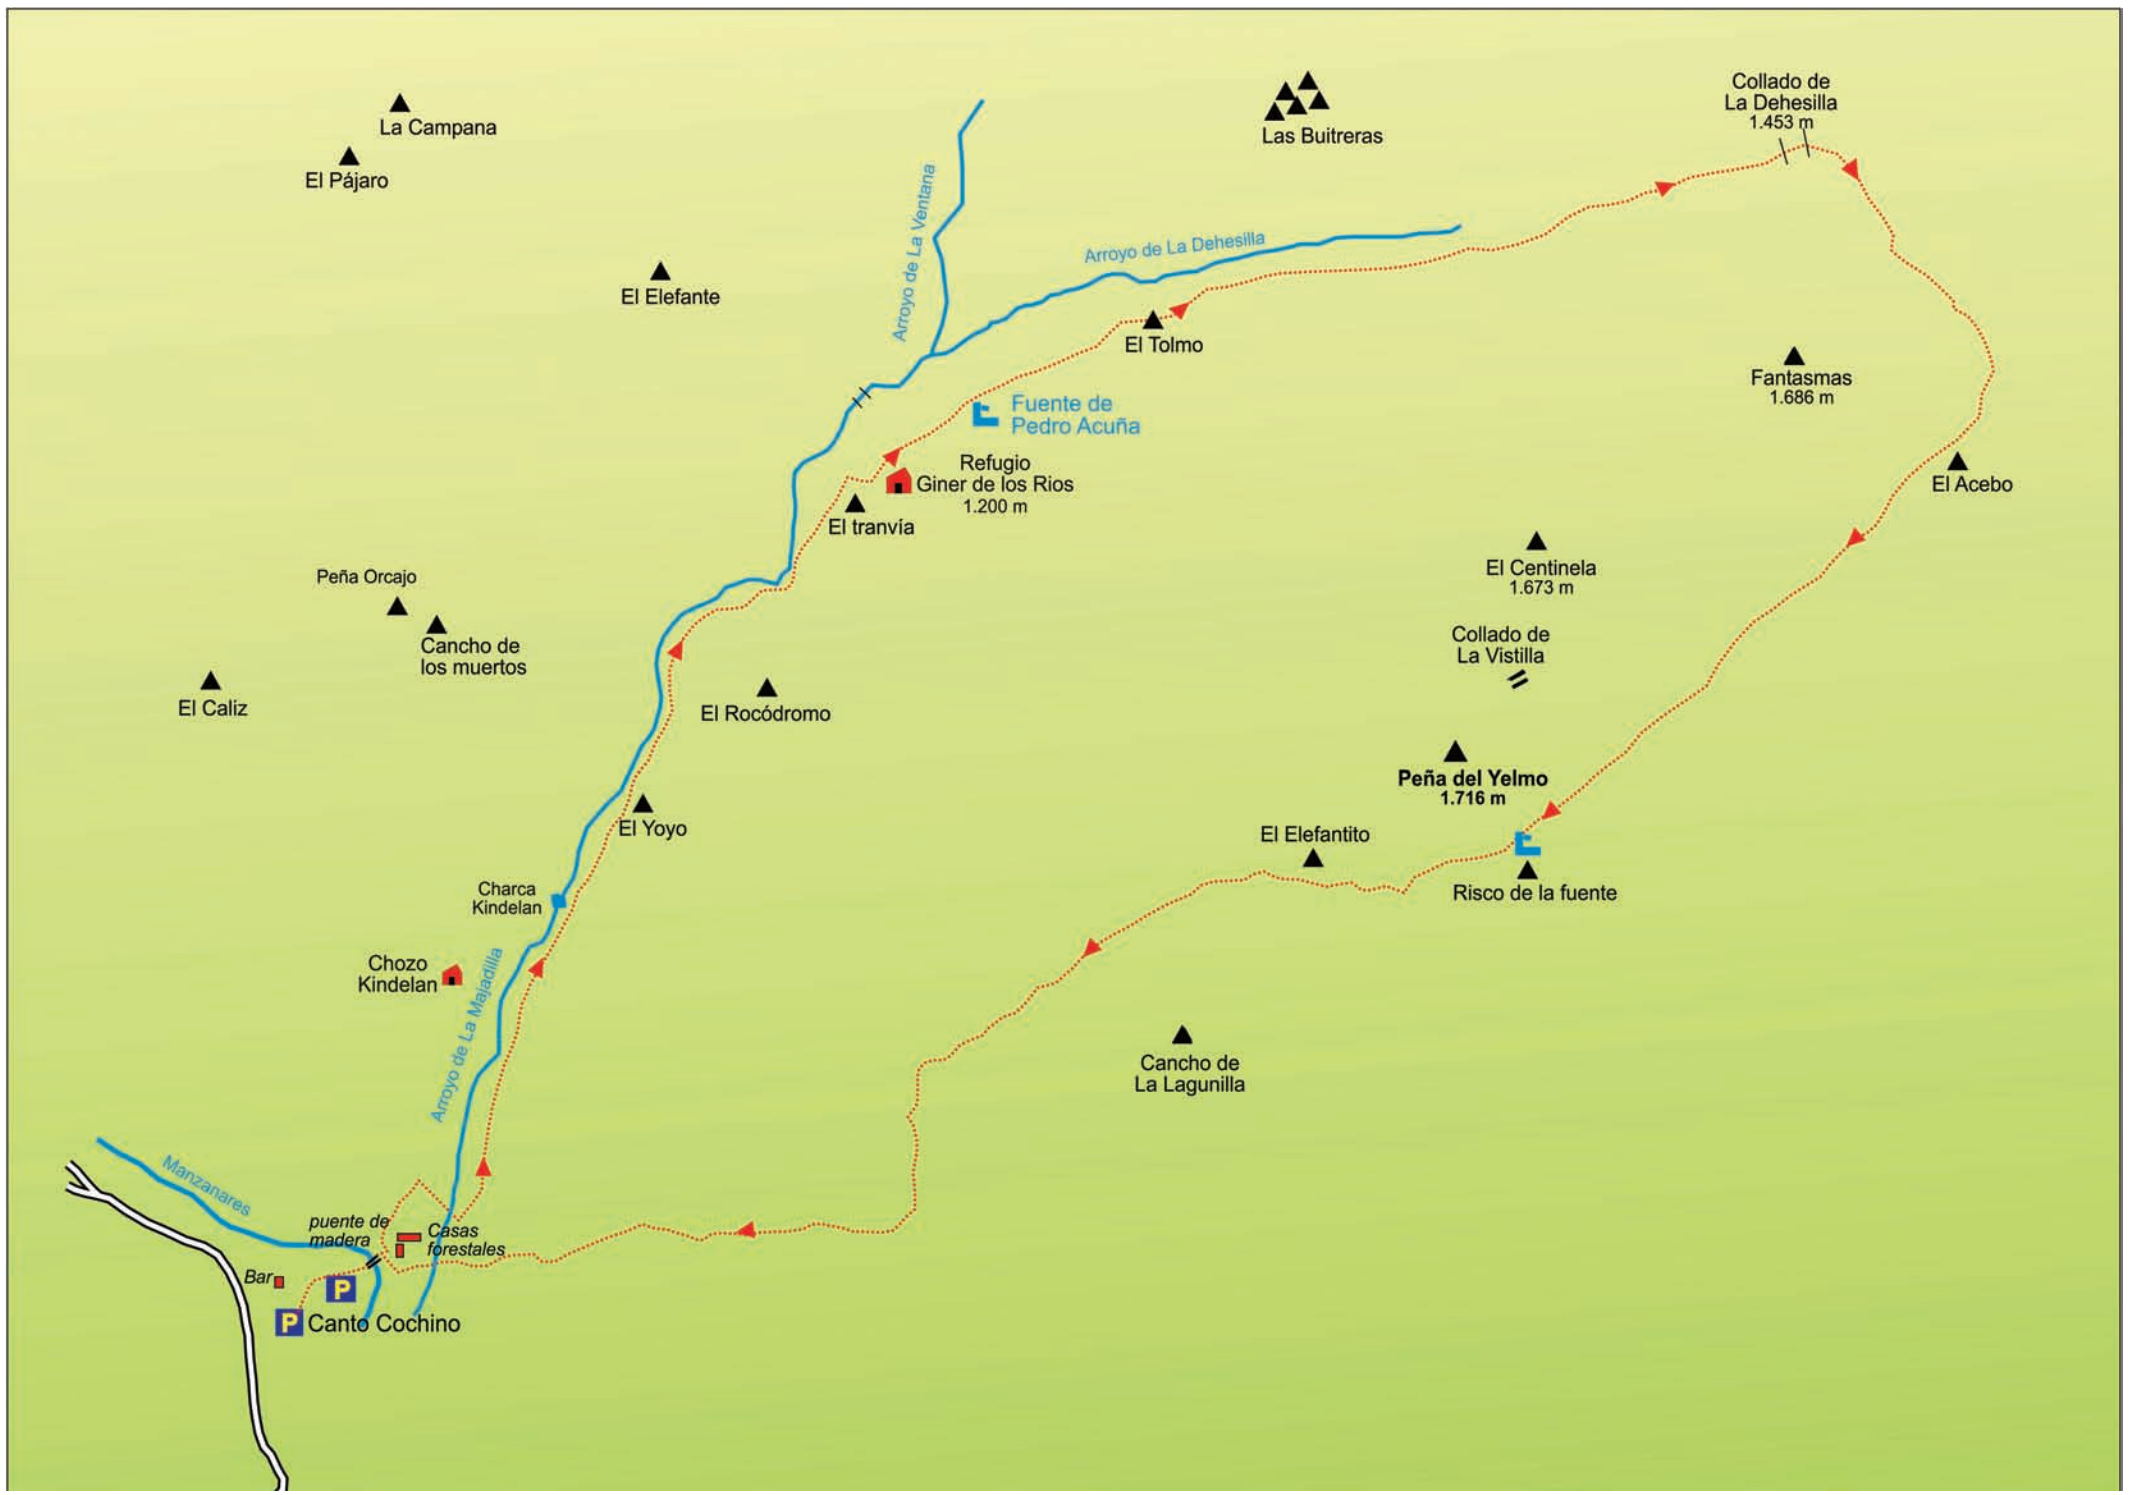 La Campana
El Pájaro
Las Buitreras
Collado de
La Dehesilla
1.453 m
Arroyo de La Ventana
Arroyo de La Dehesilla
El Elefante
El Tolmo
Fantasmas
1.686 m
Fuente de
Pedro Acuña
Refugio
Giner de los Rios
1.200 m
El tranvía
El Acebo
El Centinela
1.673 m
Peña Orcajo
Cancho de
los muertos
Collado de
La Vistilla
El Caliz
El Rocódromo
Peña del Yelmo
1.716 m
El Yoyo
El Elefantito
Risco de la fuente
Charca
Kindelan
Chozo
Kindelan
Arroyo de La Majadilla
Cancho de
La Lagunilla
Manzanares
puente de
madera
Casas
forestales
Bar
P
P
Canto Cochino